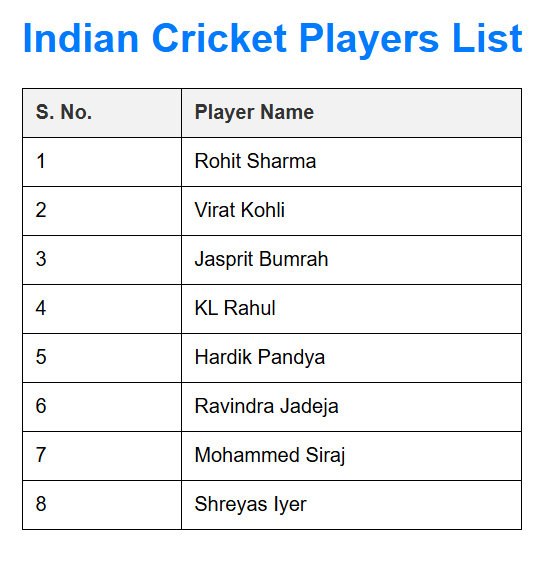 Indian Cricket Players List
S. No. Player Name
1 Rohit Sharma
2 Virat Kohli
3 Jasprit Bumrah
4 KL Rahul
5 Hardik Pandya
6 Ravindra Jadeja
7 Mohammed Siraj
8 Shreyas Iyer